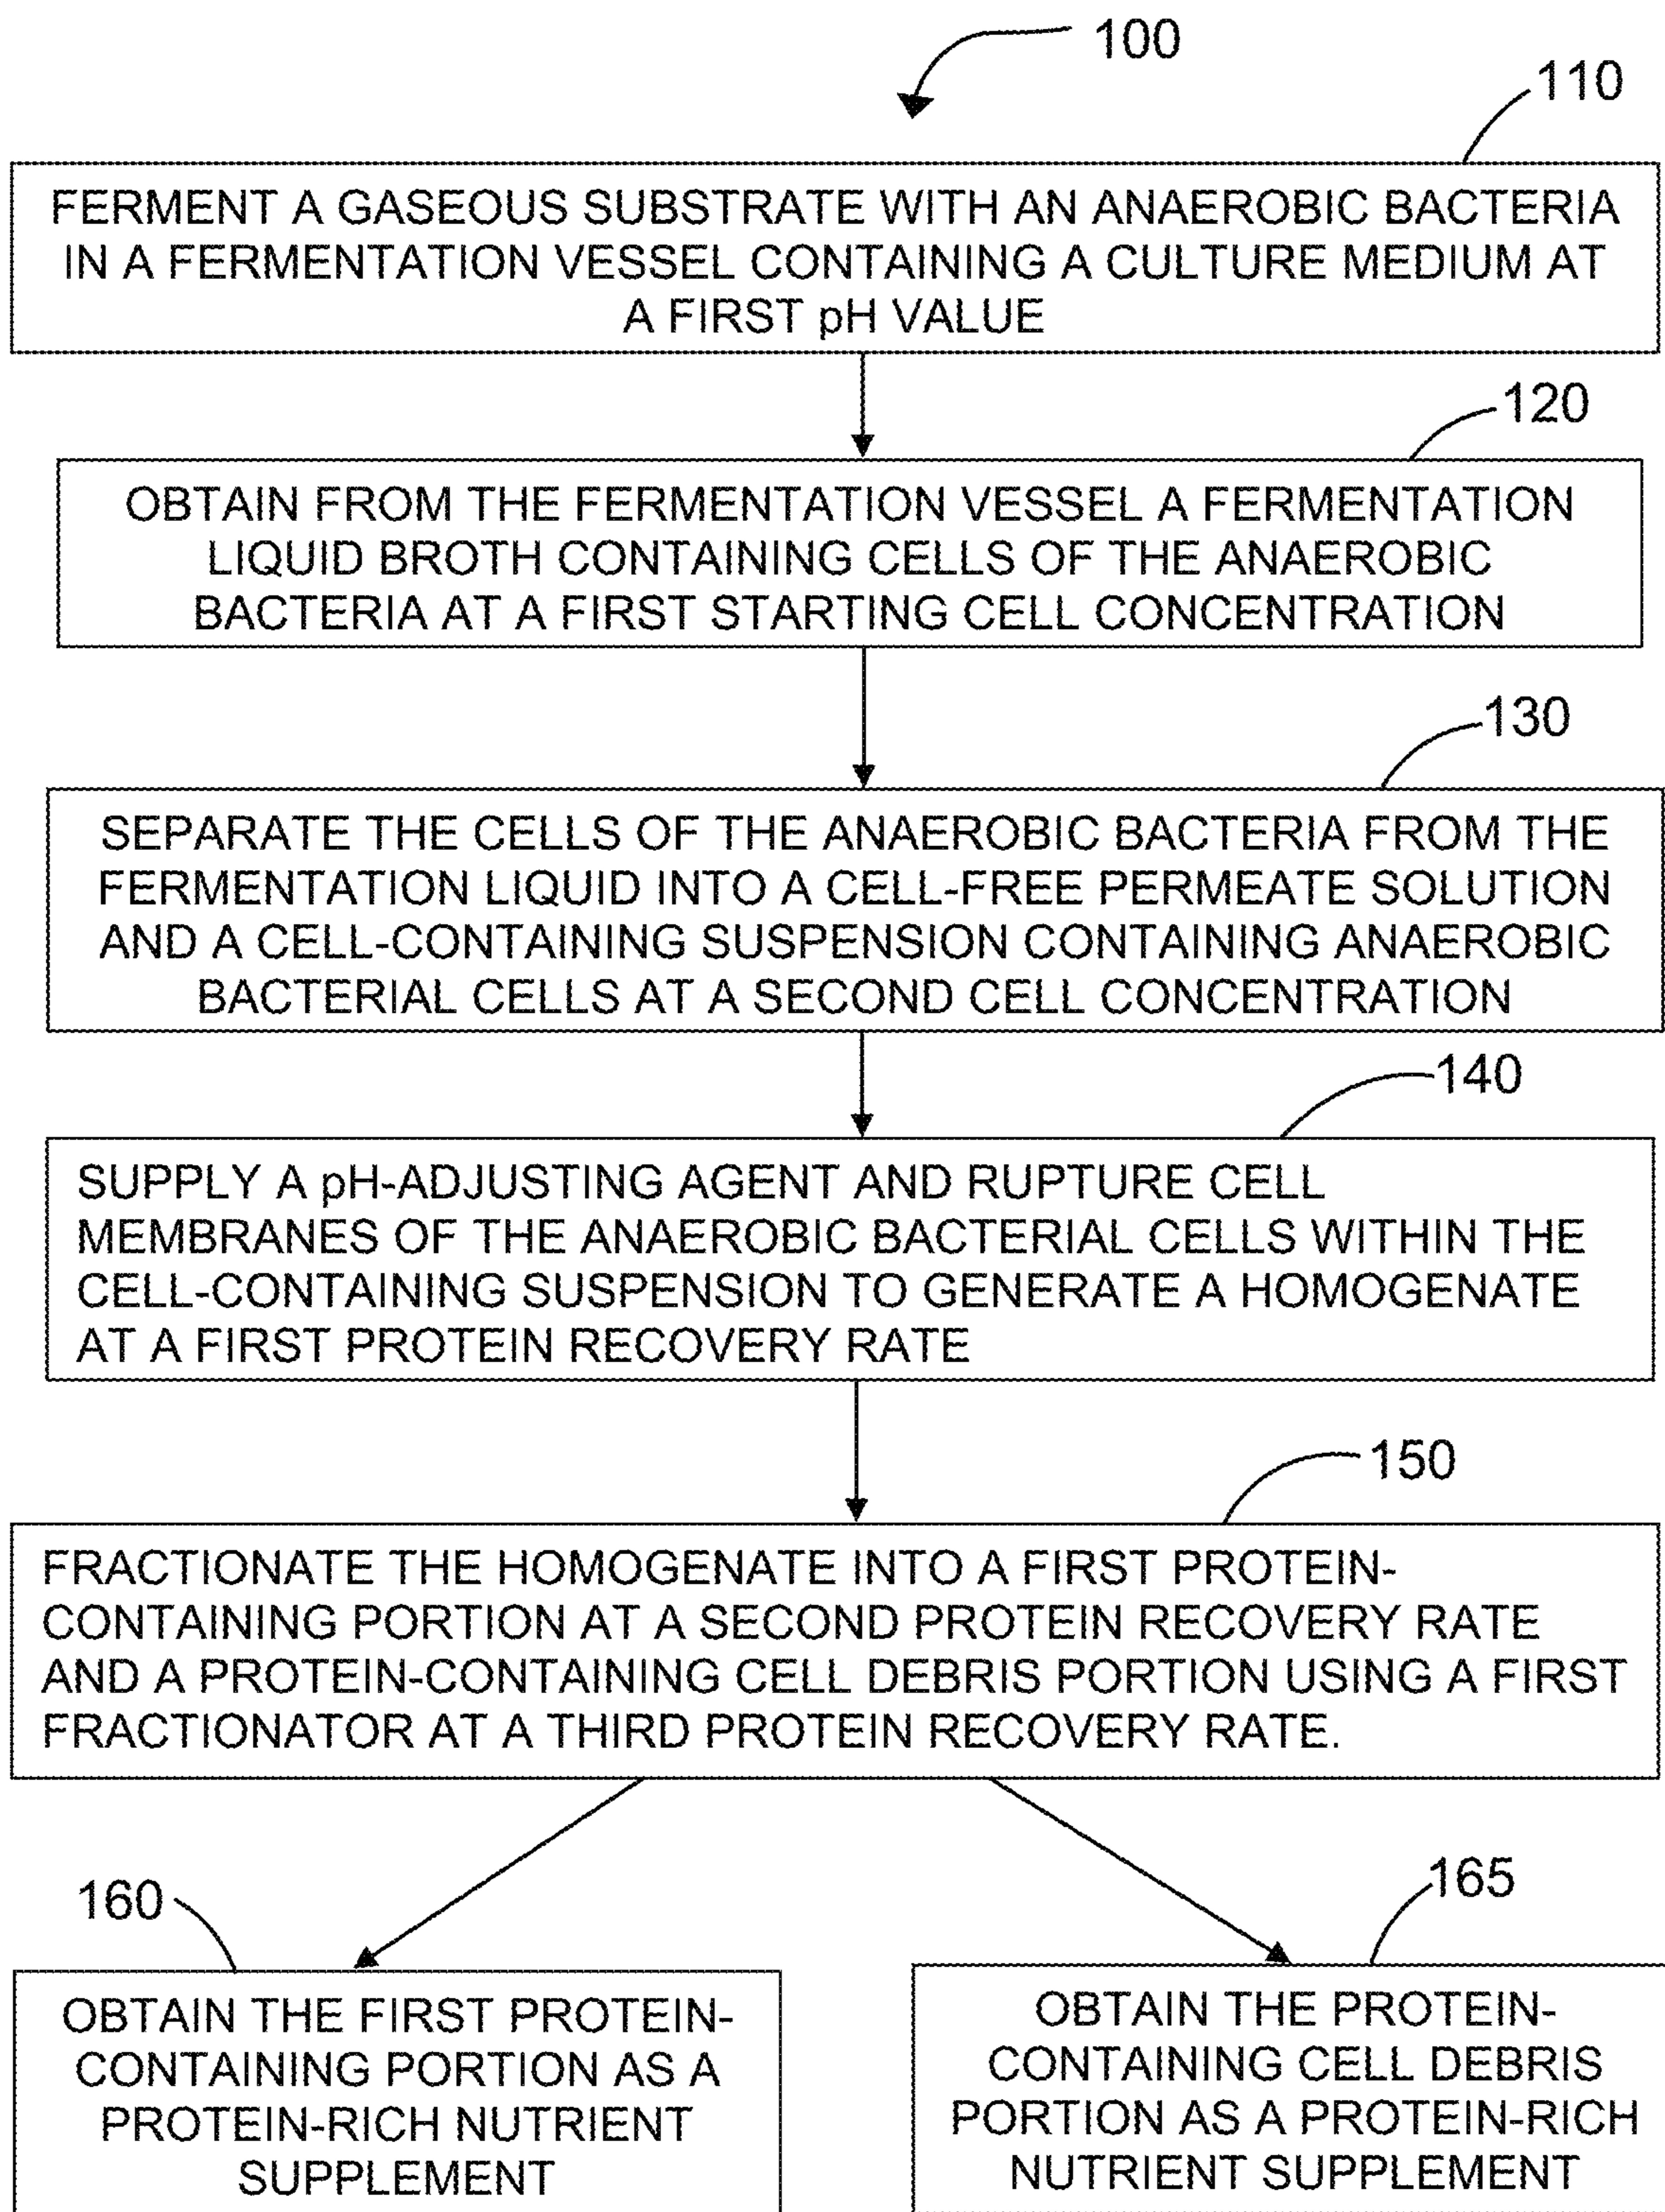 100
110
FERMENT A GASEOUS SUBSTRATE WITH AN ANAEROBIC BACTERIA
IN A FERMENTATION VESSEL CONTAINING A CULTURE MEDIUM AT
A FIRST pH VALUE
120
OBTAIN FROM THE FERMENTATION VESSEL A FERMENTATION
LIQUID BROTH CONTAINING CELLS OF THE ANAEROBIC
BACTERIA AT A FIRST STARTING CELL CONCENTRATION
130
SEPARATE THE CELLS OF THE ANAEROBIC BACTERIA FROM THE
FERMENTATION LIQUID INTO A CELL-FREE PERMEATE SOLUTION
AND A CELL-CONTAINING SUSPENSION CONTAINING ANAEROBIC
BACTERIAL CELLS AT A SECOND CELL CONCENTRATION
140
SUPPLY A pH-ADJUSTING AGENT AND RUPTURE CELL
MEMBRANES OF THE ANAEROBIC BACTERIAL CELLS WITHIN THE
CELL-CONTAINING SUSPENSION TO GENERATE A HOMOGENATE
AT A FIRST PROTEIN RECOVERY RATE
150
FRACTIONATE THE HOMOGENATE INTO A FIRST PROTEIN-
CONTAINING PORTION AT A SECOND PROTEIN RECOVERY RATE
AND A PROTEIN-CONTAINING CELL DEBRIS PORTION USING A FIRST
FRACTIONATOR AT A THIRD PROTEIN RECOVERY RATE.
160
OBTAIN THE FIRST PROTEIN-
CONTAINING PORTION AS A
PROTEIN-RICH NUTRIENT
SUPPLEMENT
165
OBTAIN THE PROTEIN-
CONTAINING CELL DEBRIS
PORTION AS A PROTEIN-RICH
NUTRIENT SUPPLEMENT